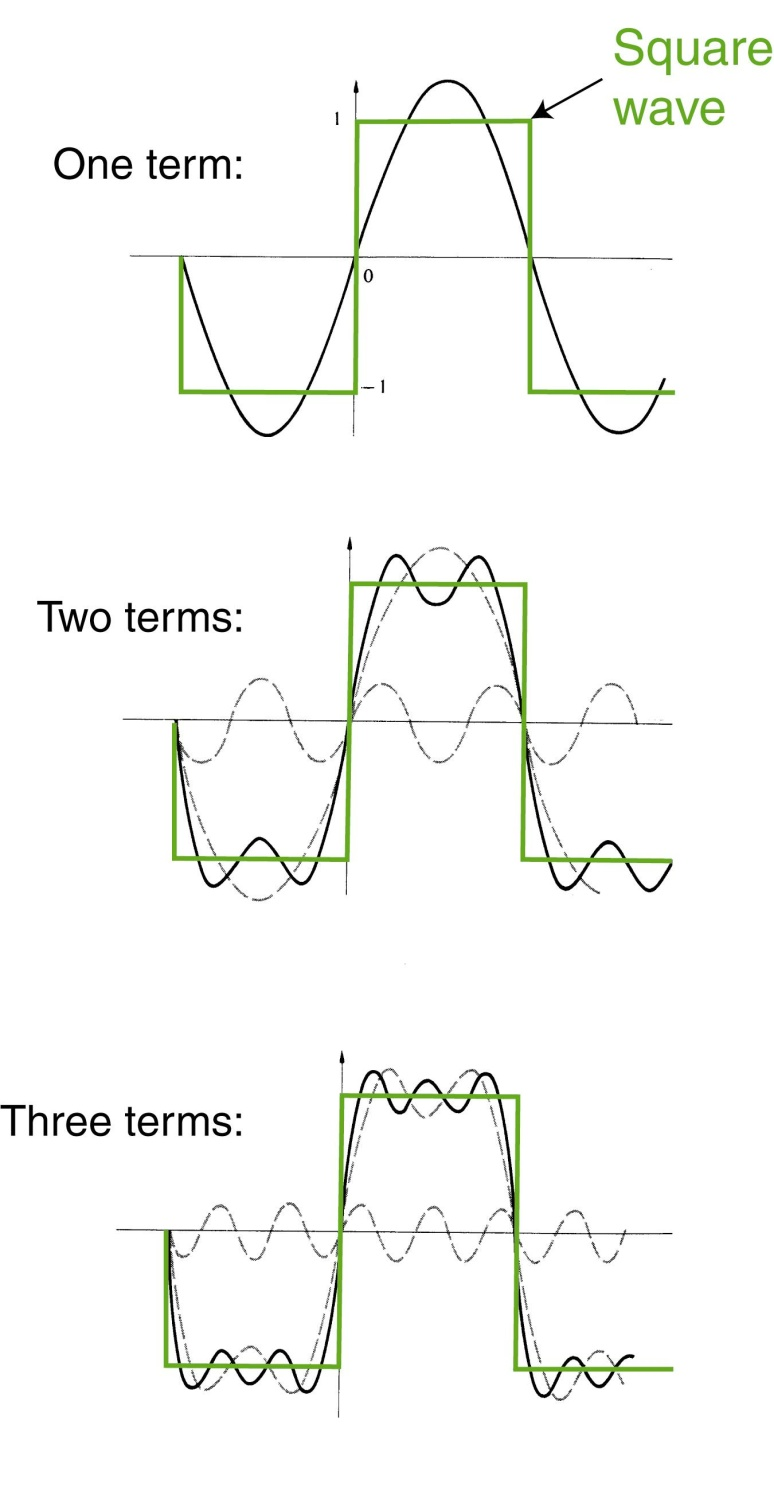 Square
wave
1
One term:
0
−1
Two terms:
Three terms: